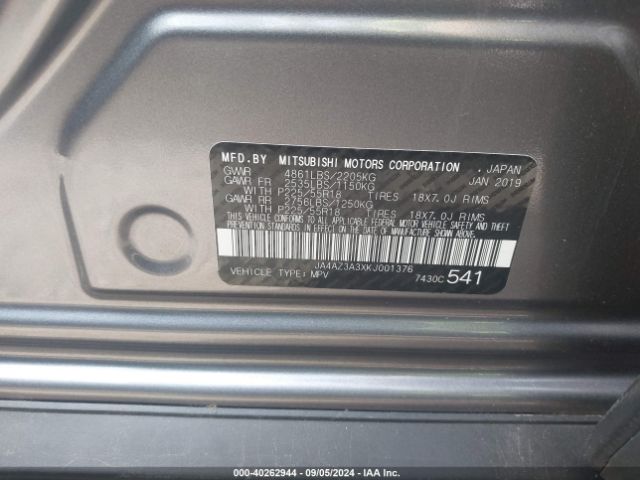 MFD.BY MITSUBISHI MOTORS CORPORATION , JAPAN
GVWR 4861LBS/2205KG JAN 2019
GAWR FR 2535LBS/1150KG
WITH P225/55R18 TIRES 18X7.0J RIMS
GAWR RR 2756LBS/1250KG
WITH P225/55R18 TIRES 18X7.0J RIMS
THIS VEHICLE CONFORMS TO ALL APPLICABLE
FEDERAL MOTOR VEHICLE SAFETY AND THEFT
PREVENTION STANDARDS IN EFFECT ON THE DATE
OF MANUFACTURE SHOWN ABOVE.
JA4AZ3A3XKJ001376
VEHICLE TYPE: MPV 7430C 541
000-40262944 - 09/05/2024 - IAA Inc.